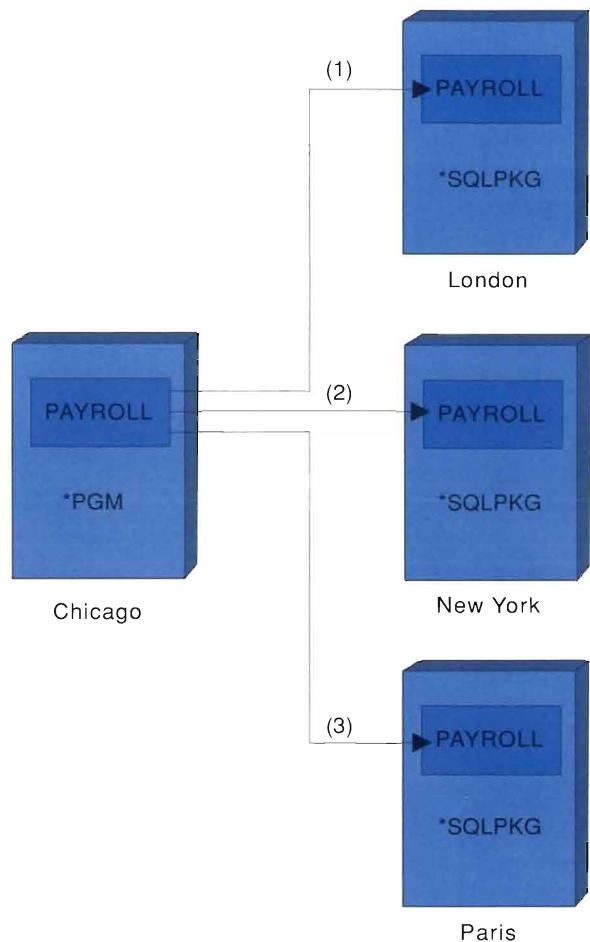 (1)
PAYROLL
*SQLPKG
London
PAYROLL
*PGM
Chicago
(2)
PAYROLL
*SQLPKG
New York
(3)
PAYROLL
*SQLPKG
Paris